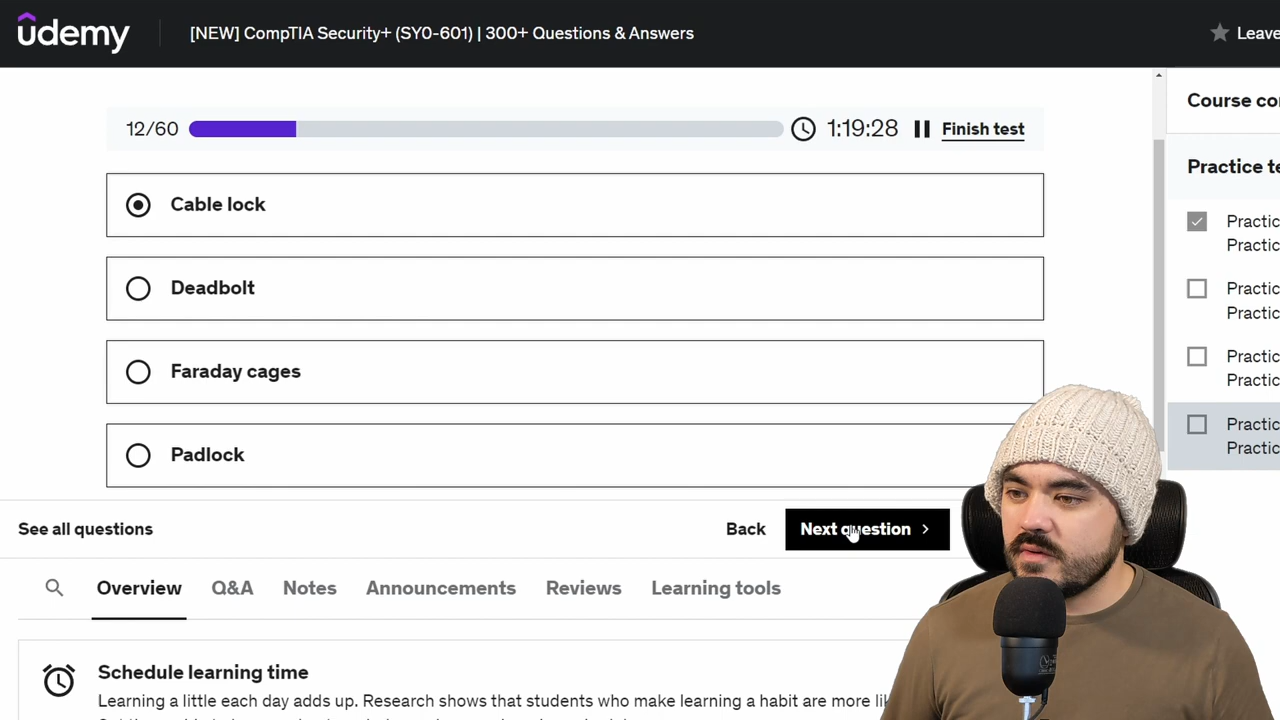 ûdemy
[NEW] CompTIA Security+ (SY0-601) | 300+ Questions & Answers
Leave
Course co
12/60
1:19:28
Finish test
Practice te
Cable lock
Practic
Practic
Deadbolt
Practic
Practic
Faraday cages
Practic
Practic
Padlock
Practic
Practic
See all questions
Back
Next question
Overview
Q&A
Notes
Announcements
Reviews
Learning tools
Schedule learning time
Learning a little each day adds up. Research shows that students who make learning a habit are more lik